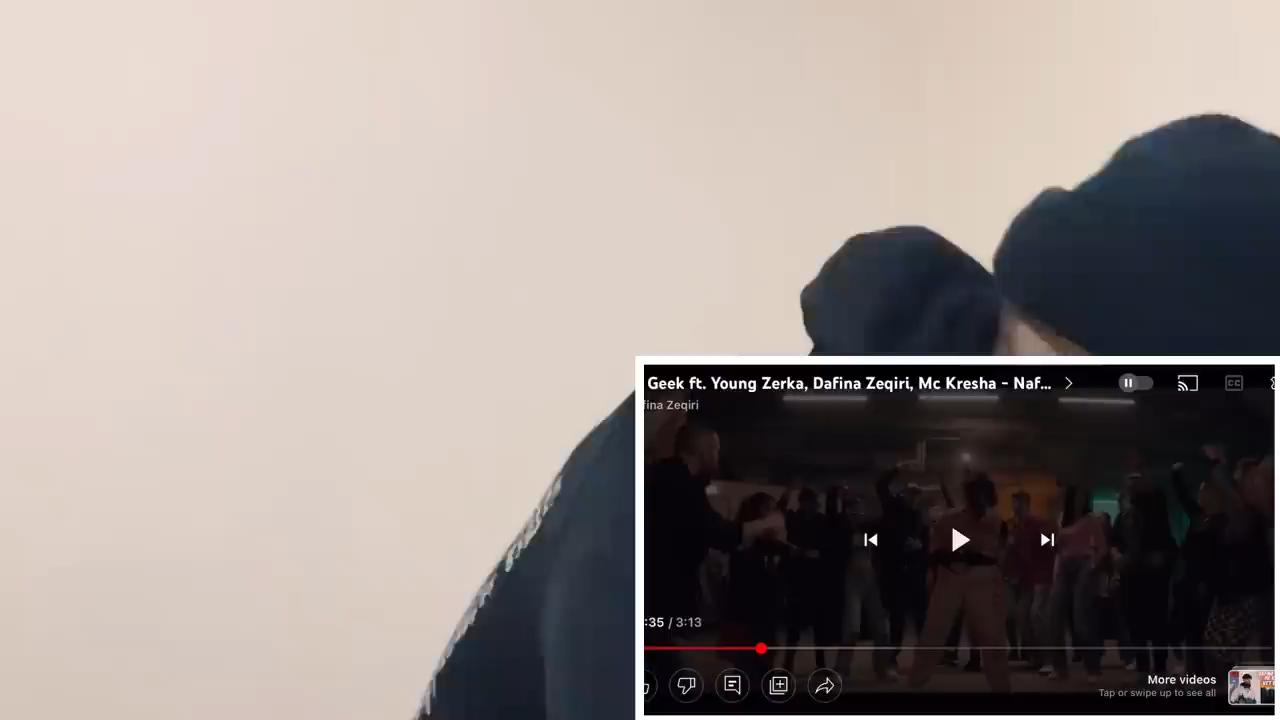 Geek ft. Young Zerka, Dafina Zeqiri, Mc Kresha - Naf...
CC
fina Zeqiri
:35 / 3:13
More videos
Tap or swipe up to see all